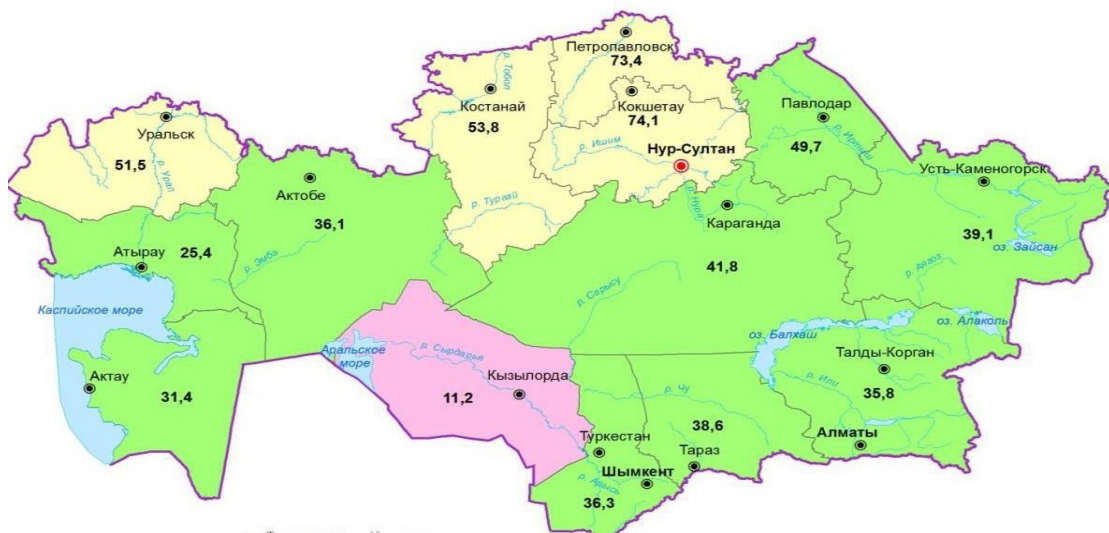 Петропавловск
73,4
р. Тобол
Костанай
53,8
Кокшетау
74,1
р. Ишим
Нур-Султан
р. Нура
Павлодар
49,7
р. Иртыш
Уральск
51,5
р. Урал
Актобе
36,1
р. Тургай
Караганда
41,8
Усть-Каменогорск
39,1
оз. Зайсан
р. Аягоз
Атырау
25,4
р. Эмба
р. Сарысу
Каспийское море
Актау
31,4
Аральское
море
р. Сырдарья
Кызылорда
11,2
оз. Балхаш
оз. Алаколь
Талды-Корган
35,8
р. Или
Алматы
р. Чу
38,6
Тараз
Туркестан
Шымкент
р. Арысь
36,3